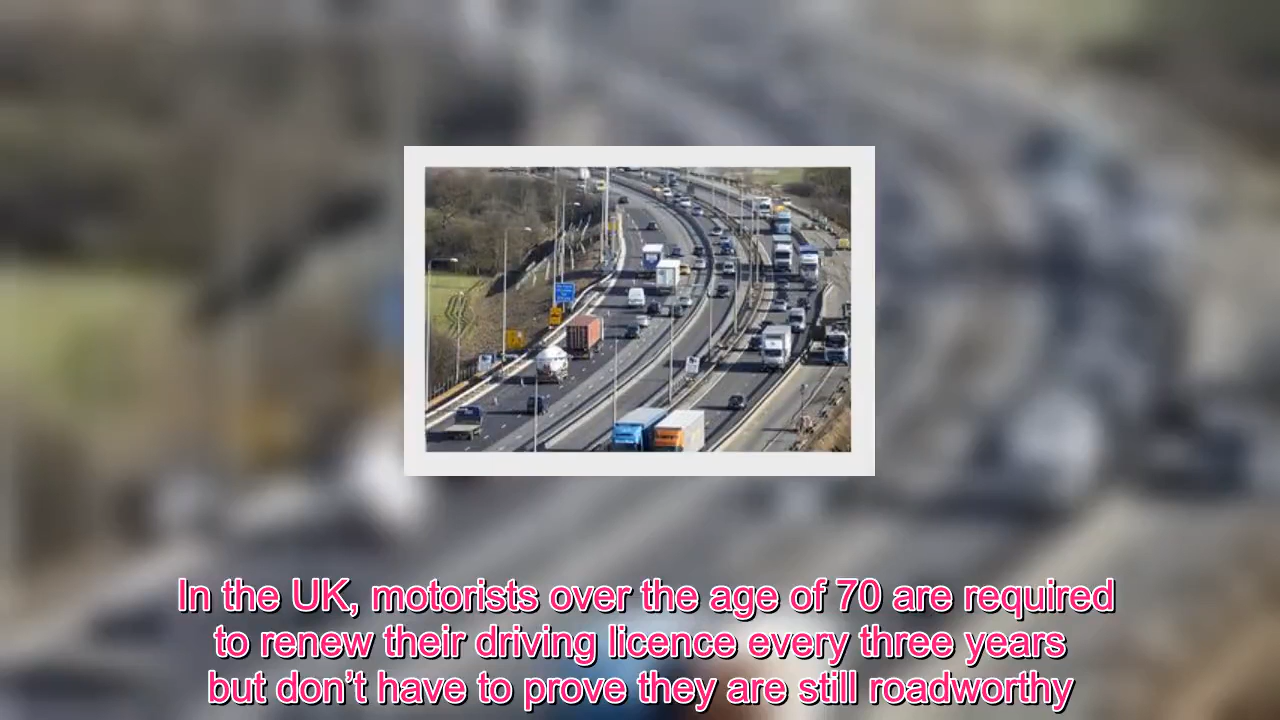 In the UK, motorists over the age of 70 are required
to renew their driving licence every three years
but don’t have to prove they are still roadworthy